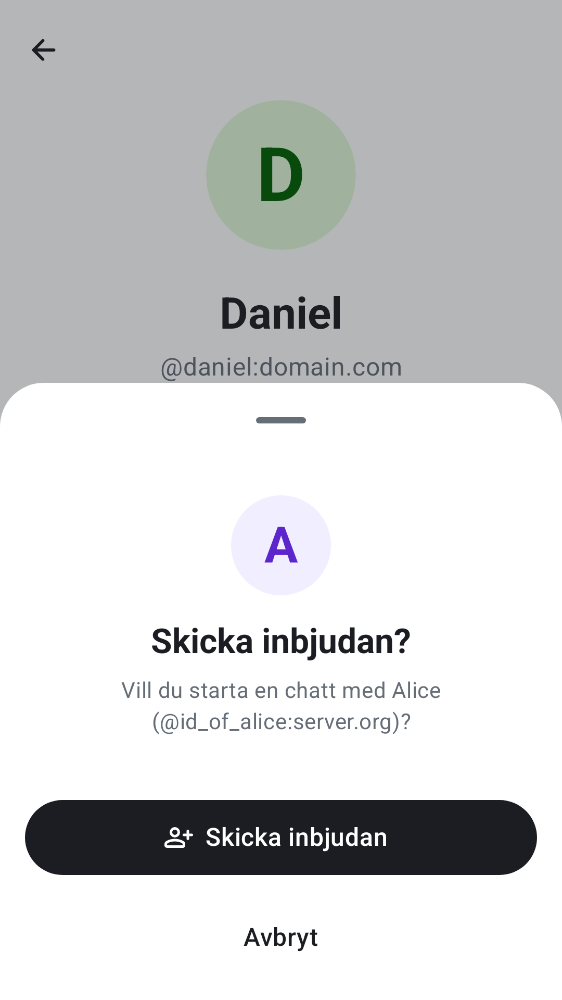 D
Daniel
@daniel:domain.com
A
Skicka inbjudan?
Vill du starta en chatt med Alice
(@id_of_alice:server.org)?
Skicka inbjudan
Avbryt